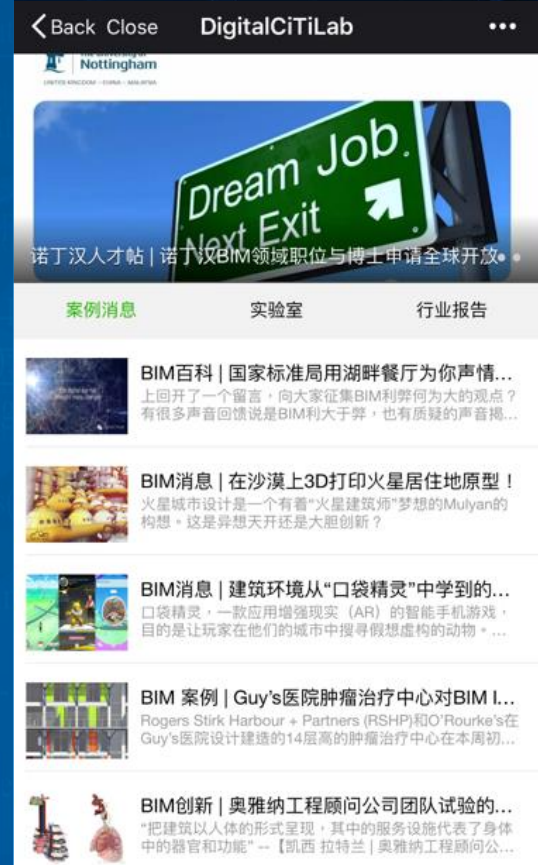 Back Close DigitalCiTiLab
Nottingham
UNITED KINGDOM · CHINA · MALAYSIA
Dream Job
Next Exit
诺丁汉人才帖 | 诺丁汉BIM领域职位与博士申请全球开放
案例消息 实验室 行业报告
BIM百科 | 国家标准局用湖畔餐厅为你声情...
上回开了一个留言，向大家征集BIM利弊何为大的观点？
有很多声音回馈说是BIM利大于弊，也有质疑的声音揭...
BIM消息 | 在沙漠上3D打印火星居住地原型！
火星城市设计是一个有着“火星建筑师”梦想的Mulyan的
构想。这是异想天开还是大胆创新？
BIM消息 | 建筑环境从“口袋精灵”中学到的...
口袋精灵，一款应用增强现实（AR）的智能手机游戏，
目的是让玩家在他们的城市中搜寻假想虚构的动物。...
BIM 案例 | Guy's医院肿瘤治疗中心对BIM I...
Rogers Stirk Harbour + Partners (RSHP)和O'Rourke's在
Guy's医院设计建造的14层高的肿瘤治疗中心在本周初...
BIM创新 | 奥雅纳工程顾问公司团队试验的...
“把建筑以人体的形式呈现，其中的服务设施代表了身体
中的器官和功能” --【凯西 拉特兰 | 奥雅纳工程顾问公...